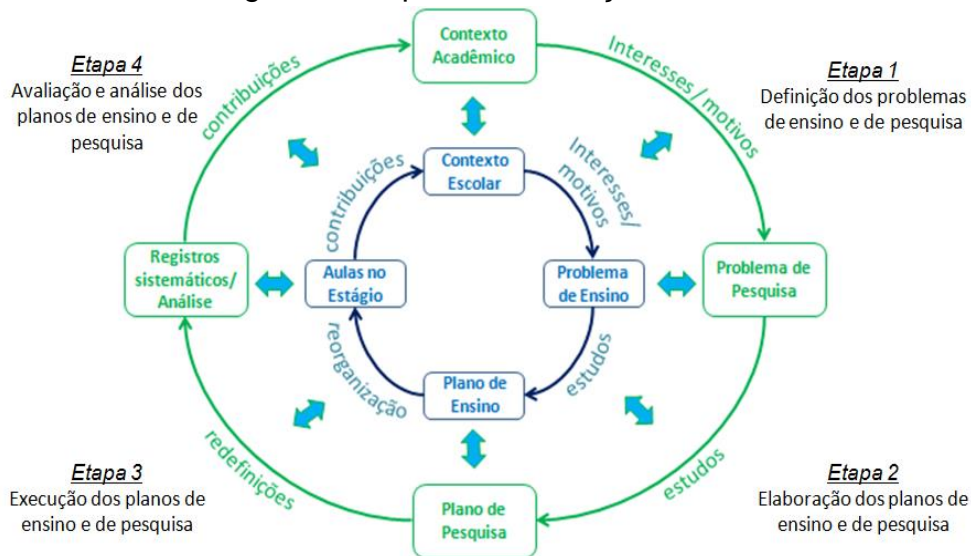 Contexto
Acadêmico
Etapa 4
Avaliação e análise dos
planos de ensino e de
pesquisa
contribuições
Interesses/motivos
Etapa 1
Definição dos problemas
de ensino e de pesquisa
Contexto
Escolar
contribuições
Interesses/
motivos
Registros
sistemáticos/
Análise
Aulas no
Estágio
Problema
de Ensino
Problema de
Pesquisa
reorganização
estudos
Plano de
Ensino
Etapa 3
Execução dos planos de
ensino e de pesquisa
redefinições
estudos
Etapa 2
Elaboração dos planos de
ensino e de pesquisa
Plano de
Pesquisa